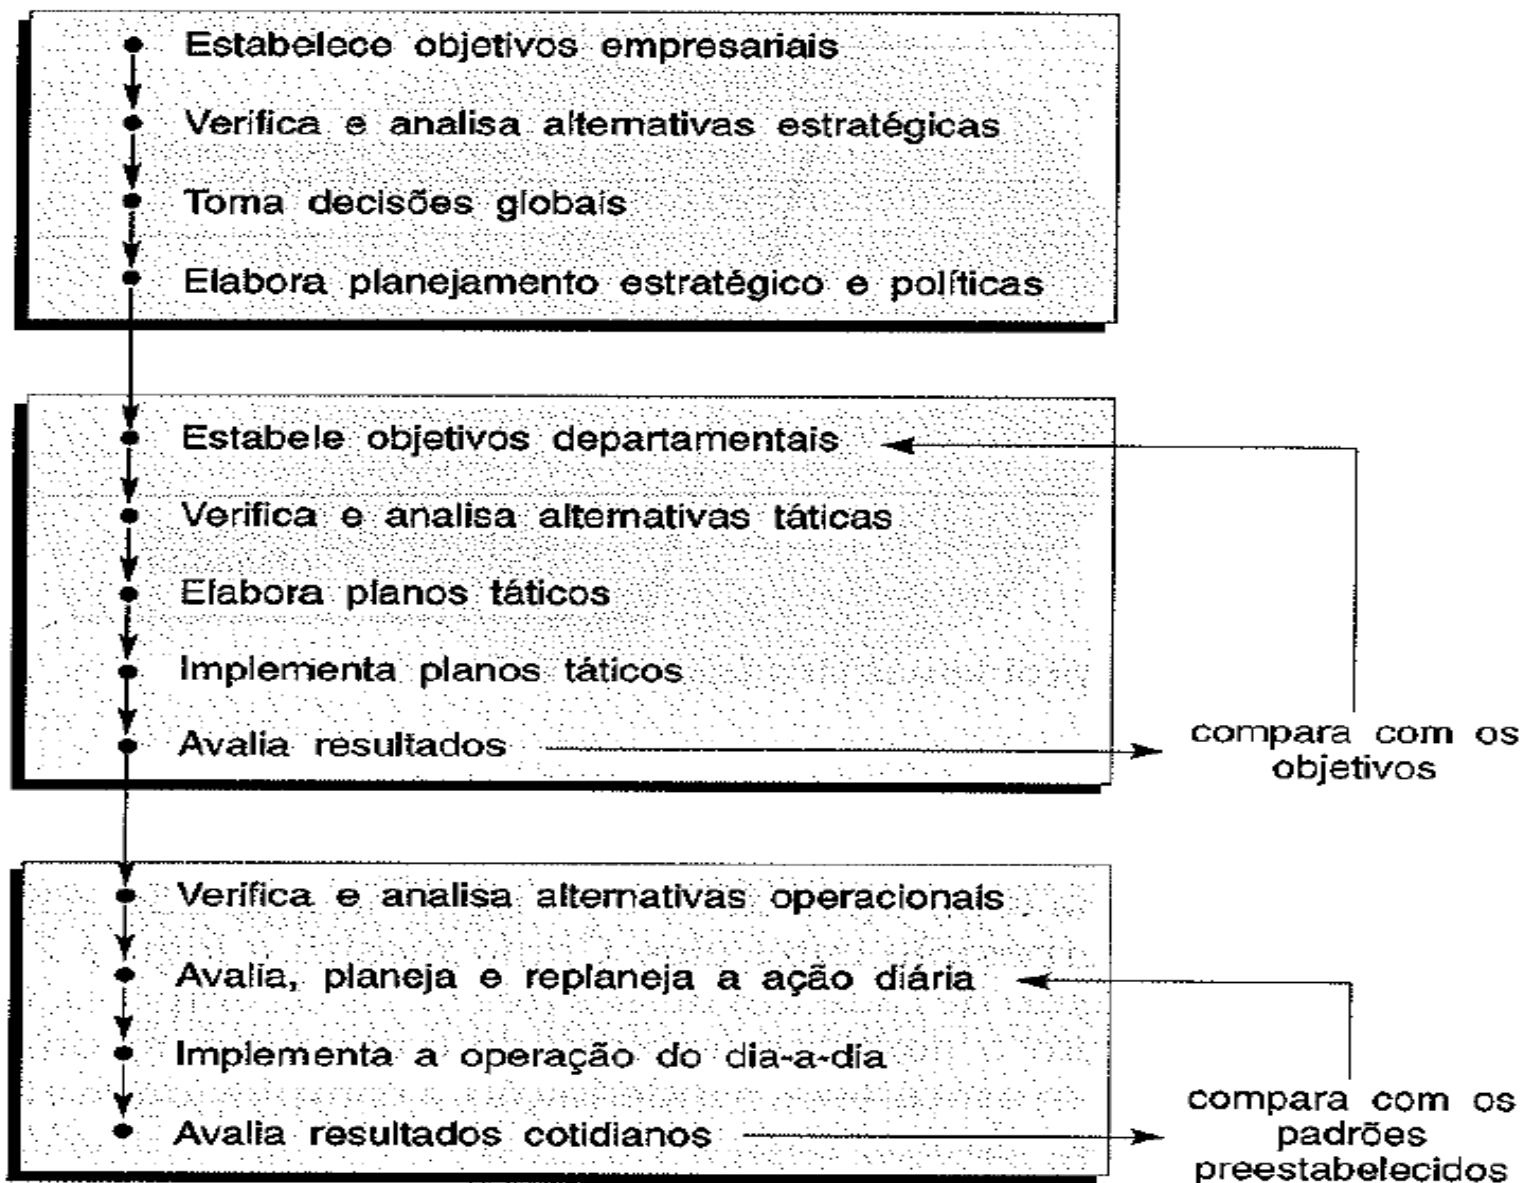 Estabelece objetivos empresariais
Verifica e analisa alternativas estratégicas
Toma decisões globais
Elabora planejamento estratégico e políticas
Estabele objetivos departamentais
Verifica e analisa alternativas táticas
Elabora planos táticos
Implementa planos táticos
Avalia resultados
compara com os
objetivos
Verifica e analisa alternativas operacionais
Avalia, planeja e replaneja a ação diária
Implementa a operação do dia-a-dia
Avalia resultados cotidianos
compara com os
padrões
preestabelecidos